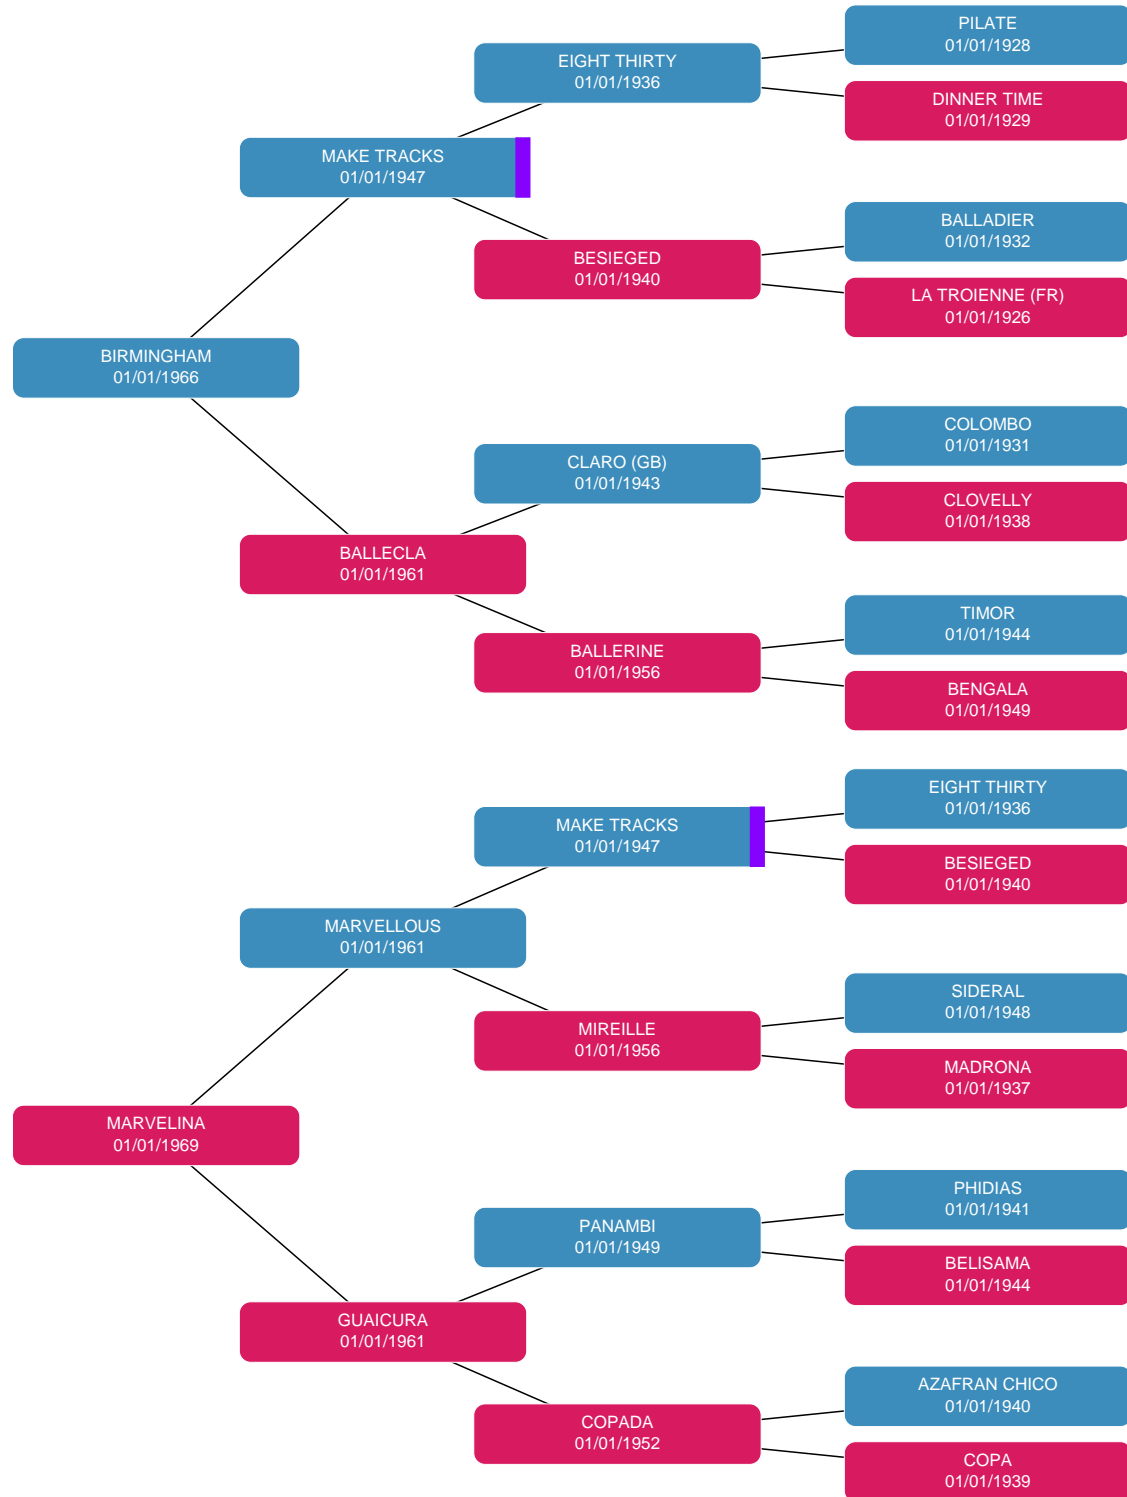 PILATE
01/01/1928
EIGHT THIRTY
01/01/1936
DINNER TIME
01/01/1929
MAKE TRACKS
01/01/1947
BALLADIER
01/01/1932
BESIEGED
01/01/1940
LA TROIENNE (FR)
01/01/1926
BIRMINGHAM
01/01/1966
COLOMBO
01/01/1931
CLARO (GB)
01/01/1943
CLOVELLY
01/01/1938
BALLECLA
01/01/1961
TIMOR
01/01/1944
BALLERINE
01/01/1956
BENGALA
01/01/1949
EIGHT THIRTY
01/01/1936
MAKE TRACKS
01/01/1947
BESIEGED
01/01/1940
MARVELLOUS
01/01/1961
SIDERAL
01/01/1948
MIREILLE
01/01/1956
MADRONA
01/01/1937
MARVELINA
01/01/1969
PHIDIAS
01/01/1941
PANAMBI
01/01/1949
BELISAMA
01/01/1944
GUAICURA
01/01/1961
AZAFRAN CHICO
01/01/1940
COPADA
01/01/1952
COPA
01/01/1939